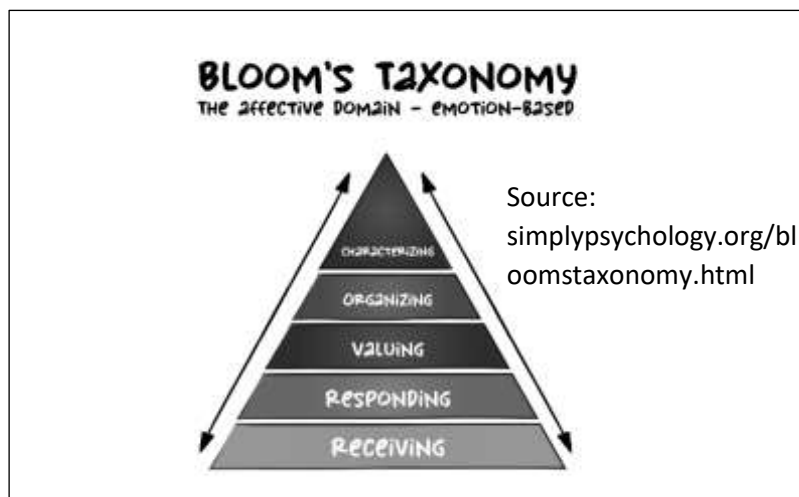 BLOOM'S TAXONOMY
THE AFFECTIVE DOMAIN - EMOTION-BASED
Source:
simplypsychology.org/bl
oomstaxonomy.html
CHARACTERIZING
ORGANIZING
VALUING
RESPONDING
RECEIVING